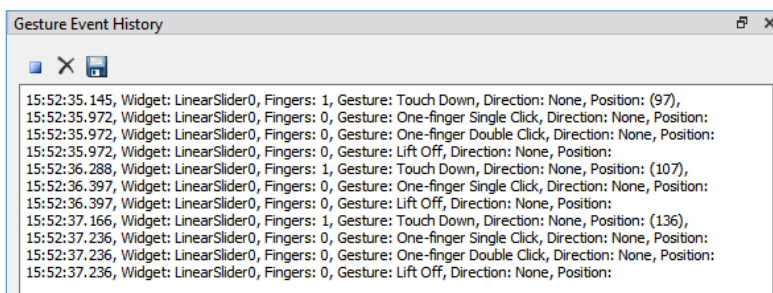 Gesture Event History
15:52:35.145, Widget: LinearSlider0, Fingers: 1, Gesture: Touch Down, Direction: None, Position: (97),
15:52:35.972, Widget: LinearSlider0, Fingers: 0, Gesture: One-finger Single Click, Direction: None, Position:
15:52:35.972, Widget: LinearSlider0, Fingers: 0, Gesture: One-finger Double Click, Direction: None, Position:
15:52:35.972, Widget: LinearSlider0, Fingers: 0, Gesture: Lift Off, Direction: None, Position:
15:52:36.288, Widget: LinearSlider0, Fingers: 1, Gesture: Touch Down, Direction: None, Position: (107),
15:52:36.397, Widget: LinearSlider0, Fingers: 0, Gesture: One-finger Single Click, Direction: None, Position:
15:52:36.397, Widget: LinearSlider0, Fingers: 0, Gesture: Lift Off, Direction: None, Position:
15:52:37.166, Widget: LinearSlider0, Fingers: 1, Gesture: Touch Down, Direction: None, Position: (136),
15:52:37.236, Widget: LinearSlider0, Fingers: 0, Gesture: One-finger Single Click, Direction: None, Position:
15:52:37.236, Widget: LinearSlider0, Fingers: 0, Gesture: One-finger Double Click, Direction: None, Position:
15:52:37.236, Widget: LinearSlider0, Fingers: 0, Gesture: Lift Off, Direction: None, Position: